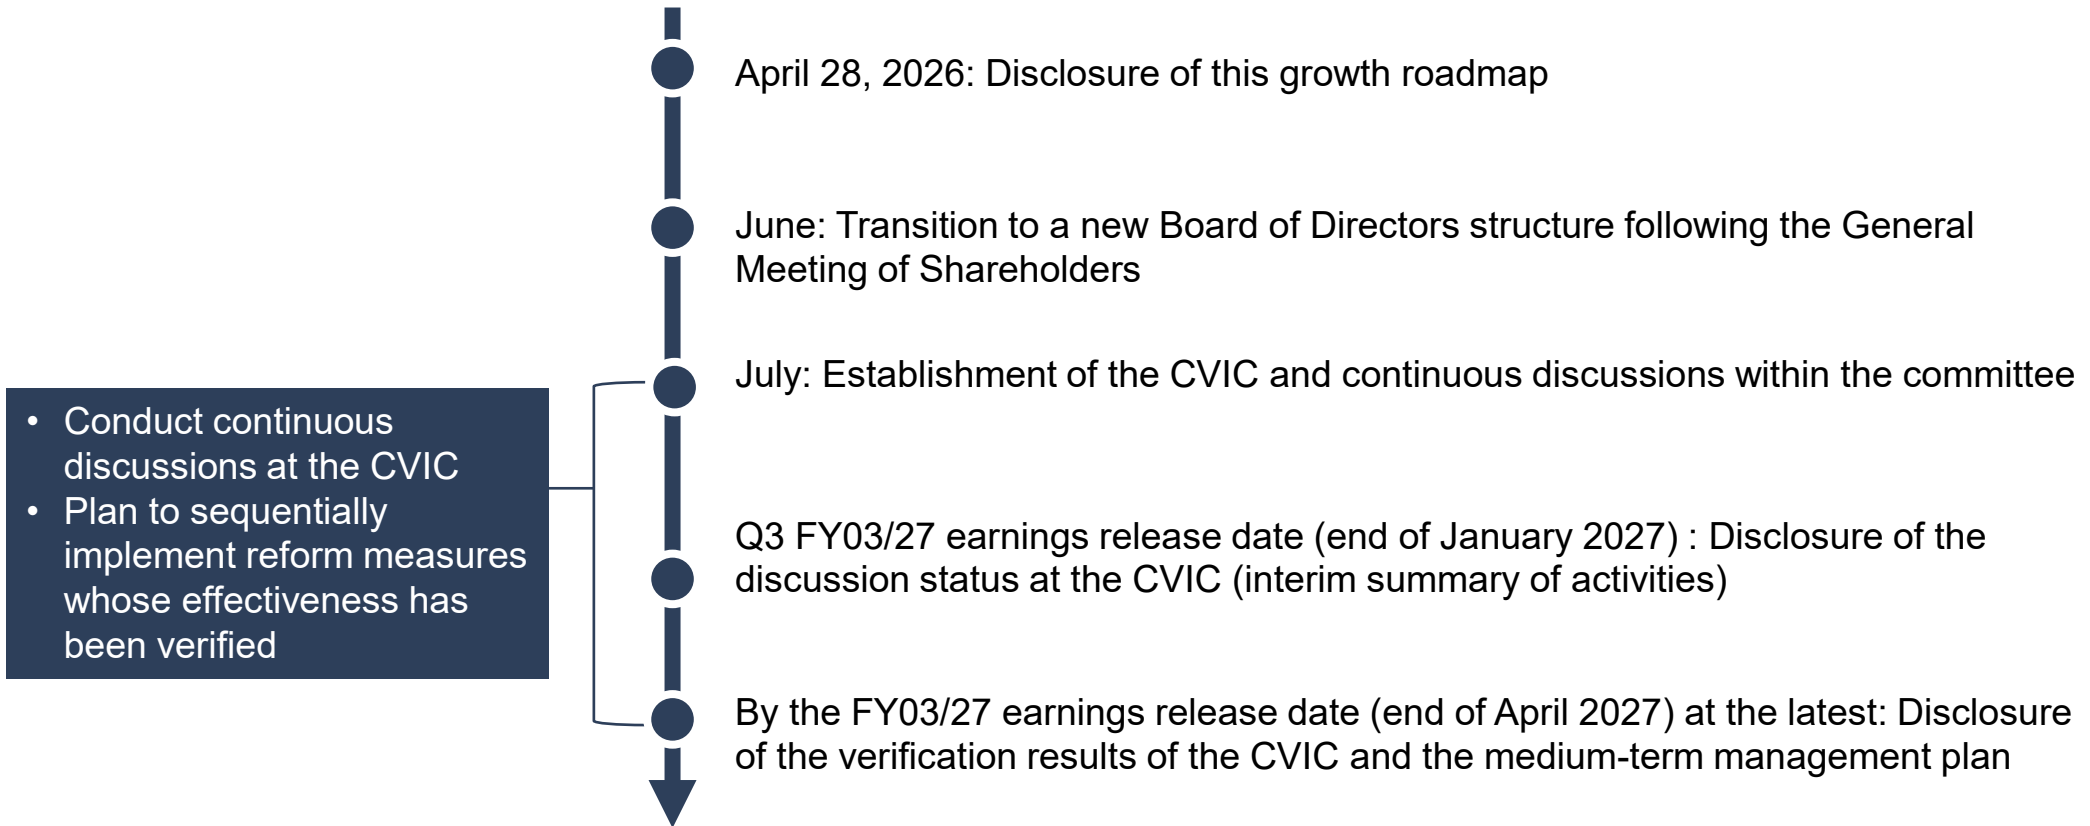 April 28, 2026: Disclosure of this growth roadmap
June: Transition to a new Board of Directors structure following the General
Meeting of Shareholders
July: Establishment of the CVIC and continuous discussions within the committee
• Conduct continuous
discussions at the CVIC
• Plan to sequentially
implement reform measures
whose effectiveness has
been verified
Q3 FY03/27 earnings release date (end of January 2027) : Disclosure of the
discussion status at the CVIC (interim summary of activities)
By the FY03/27 earnings release date (end of April 2027) at the latest: Disclosure
of the verification results of the CVIC and the medium-term management plan